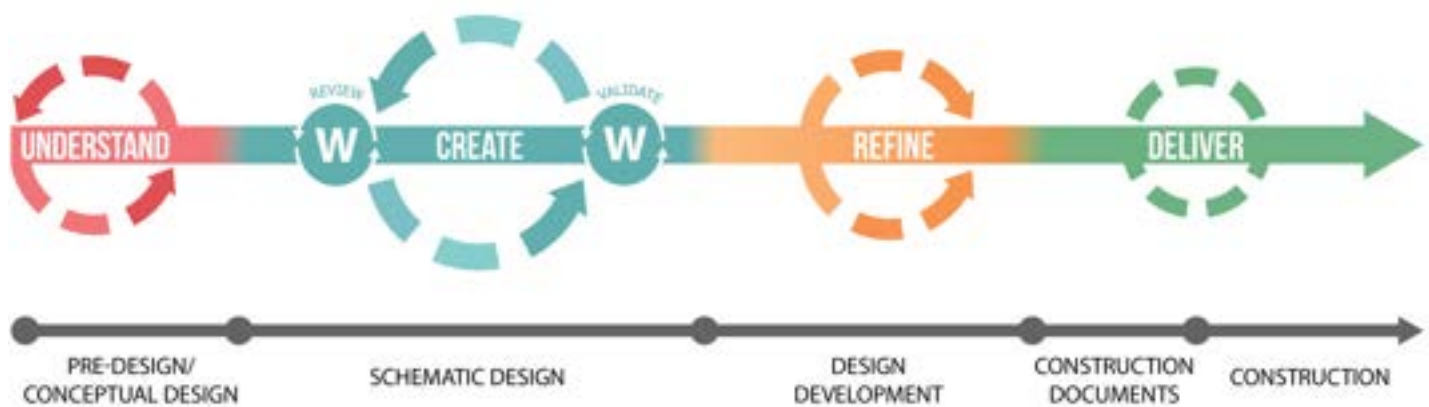 REVIEW
VALIDATE
UNDERSTAND
W
CREATE
W
REFINE
DELIVER
PRE-DESIGN/
CONCEPTUAL DESIGN
SCHEMATIC DESIGN
DESIGN
DEVELOPMENT
CONSTRUCTION
DOCUMENTS
CONSTRUCTION